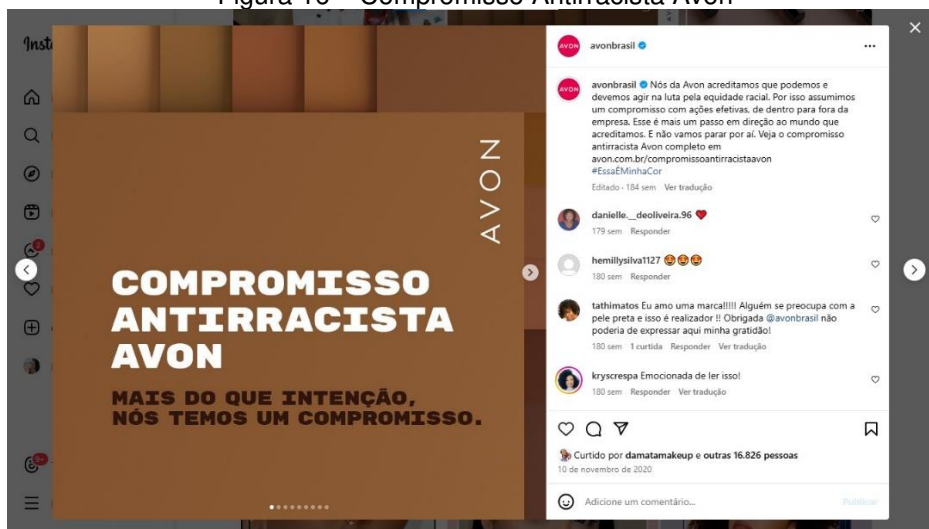 Figura 10 – Compromisso Antirracista Avon
Inst
AVON
COMPROMISSO
ANTIRRACISTA
AVON
MAIS DO QUE INTENÇÃO,
NÓS TEMOS UM COMPROMISSO.
2
9+
AVON
avonbrasil
AVON
avonbrasil Nós da Avon acreditamos que podemos e
devemos agir na luta pela equidade racial. Por isso assumimos
um compromisso com ações efetivas, de dentro para fora da
empresa. Esse é mais um passo em direção ao mundo que
acreditamos. E não vamos parar por aí. Veja o compromisso
antirracista Avon completo em
avon.com.br/compromissoantirracistaavon
#EssaÉMinhaCor
Editado · 184 sem Ver tradução
danielle.__deoliveira.96 ❤️
179 sem Responder
hemillysilva1127 🤩🤩🤩
180 sem Responder
tathimatos Eu amo uma marca!!!!! Alguém se preocupa com a
pele preta e isso é realizador !! Obrigada @avonbrasil não
poderia de expressar aqui minha gratidão!
180 sem 1 curtida Responder Ver tradução
kryscrespa Emocionada de ler isso!
180 sem Responder Ver tradução
Curtido por damatamakeup e outras 16.826 pessoas
10 de novembro de 2020
Adicione um comentário...
Publicar